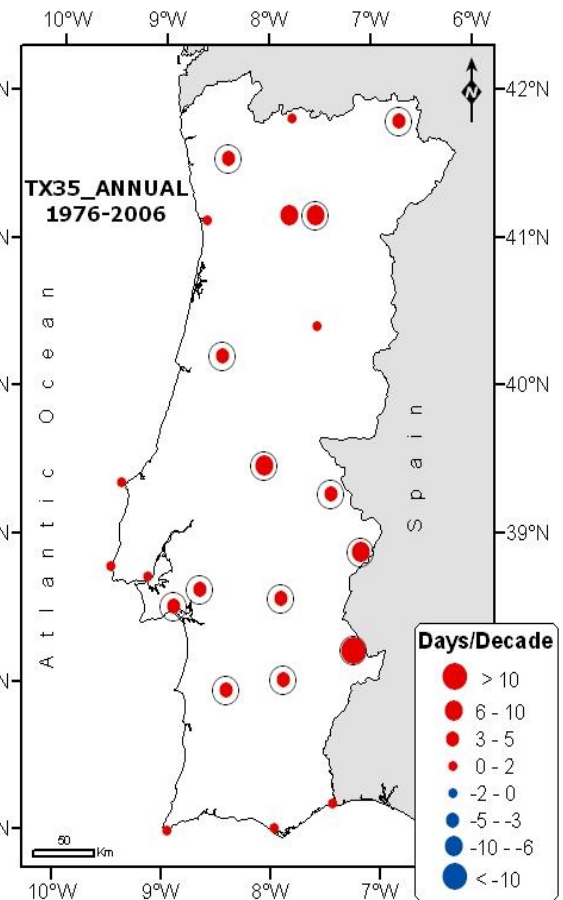 10°W 9°W 8°W 7°W 6°W
N
N 42°N
TX35_ANNUAL
1976-2006
N 41°N
N 40°N
N 39°N
N
N
Atlantic Ocean
Spain
Days/Decade
> 10
6 - 10
3 - 5
0 - 2
-2 - 0
-5 - -3
-10 - -6
< -10
50
Km
10°W 9°W 8°W 7°W